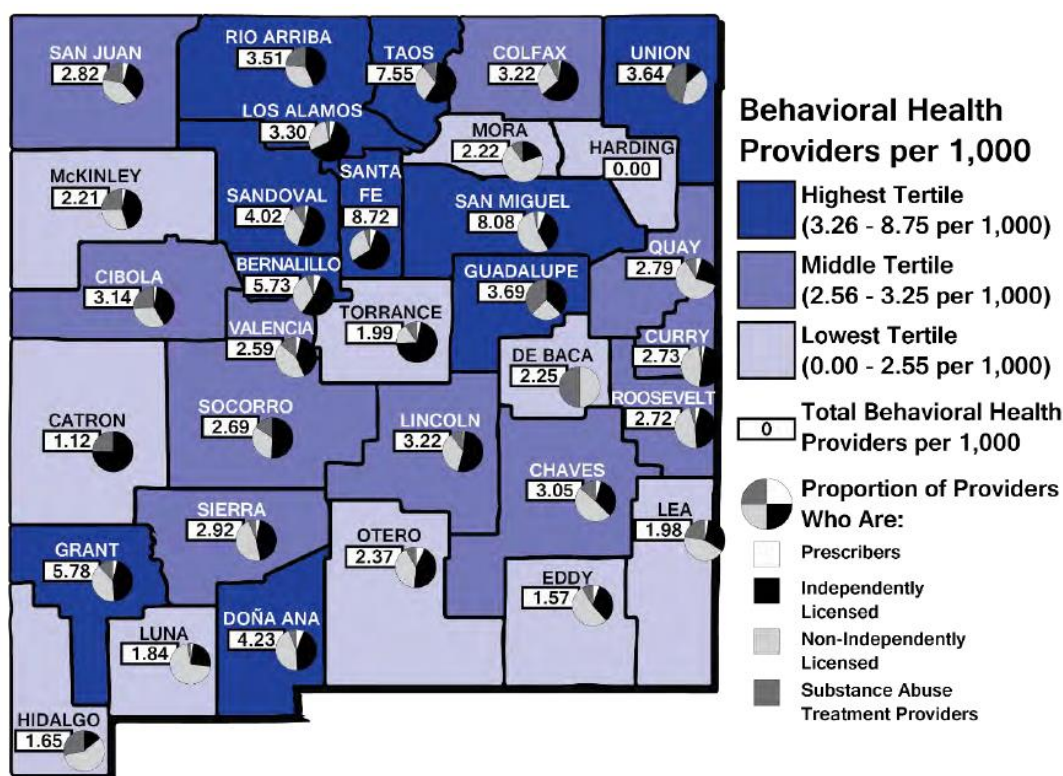 SAN JUAN
2.82
RIO ARRIBA
3.51
TAOS
7.55
COLFAX
3.22
UNION
3.64
LOS ALAMOS
3.30
MORA
2.22
HARDING
0.00
McKINLEY
2.21
SANDOVAL
4.02
SANTA
FE
8.72
SAN MIGUEL
8.08
QUAY
2.79
CIBOLA
3.14
BERNALILLO
5.73
GUADALUPE
3.69
VALENCIA
2.59
TORRANCE
1.99
DE BACA
2.25
CURRY
2.73
CATRON
1.12
SOCORRO
2.69
LINCOLN
3.22
ROOSEVELT
2.72
CHAVES
3.05
SIERRA
2.92
OTERO
2.37
LEA
1.98
GRANT
5.78
EDDY
1.57
LUNA
1.84
DOÑA ANA
4.23
HIDALGO
1.65
Behavioral Health
Providers per 1,000
Highest Tertile
(3.26 - 8.75 per 1,000)
Middle Tertile
(2.56 - 3.25 per 1,000)
Lowest Tertile
(0.00 - 2.55 per 1,000)
0
Total Behavioral Health
Providers per 1,000
Proportion of Providers
Who Are:
Prescribers
Independently
Licensed
Non-Independently
Licensed
Substance Abuse
Treatment Providers